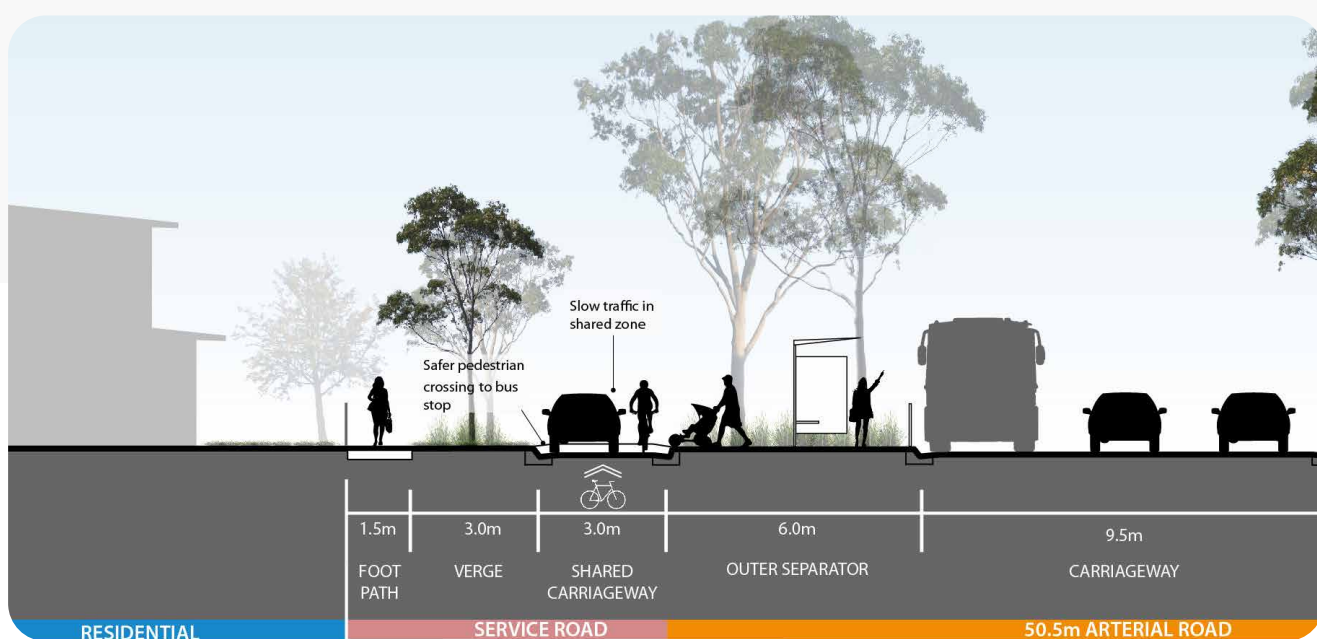 Slow traffic in
shared zone
Safer pedestrian
crossing to bus
stop
1.5m
3.0m
3.0m
6.0m
9.5m
FOOT
PATH
VERGE
SHARED
CARRIAGEWAY
OUTER SEPARATOR
CARRIAGEWAY
RESIDENTIAL
SERVICE ROAD
50.5m ARTERIAL ROAD